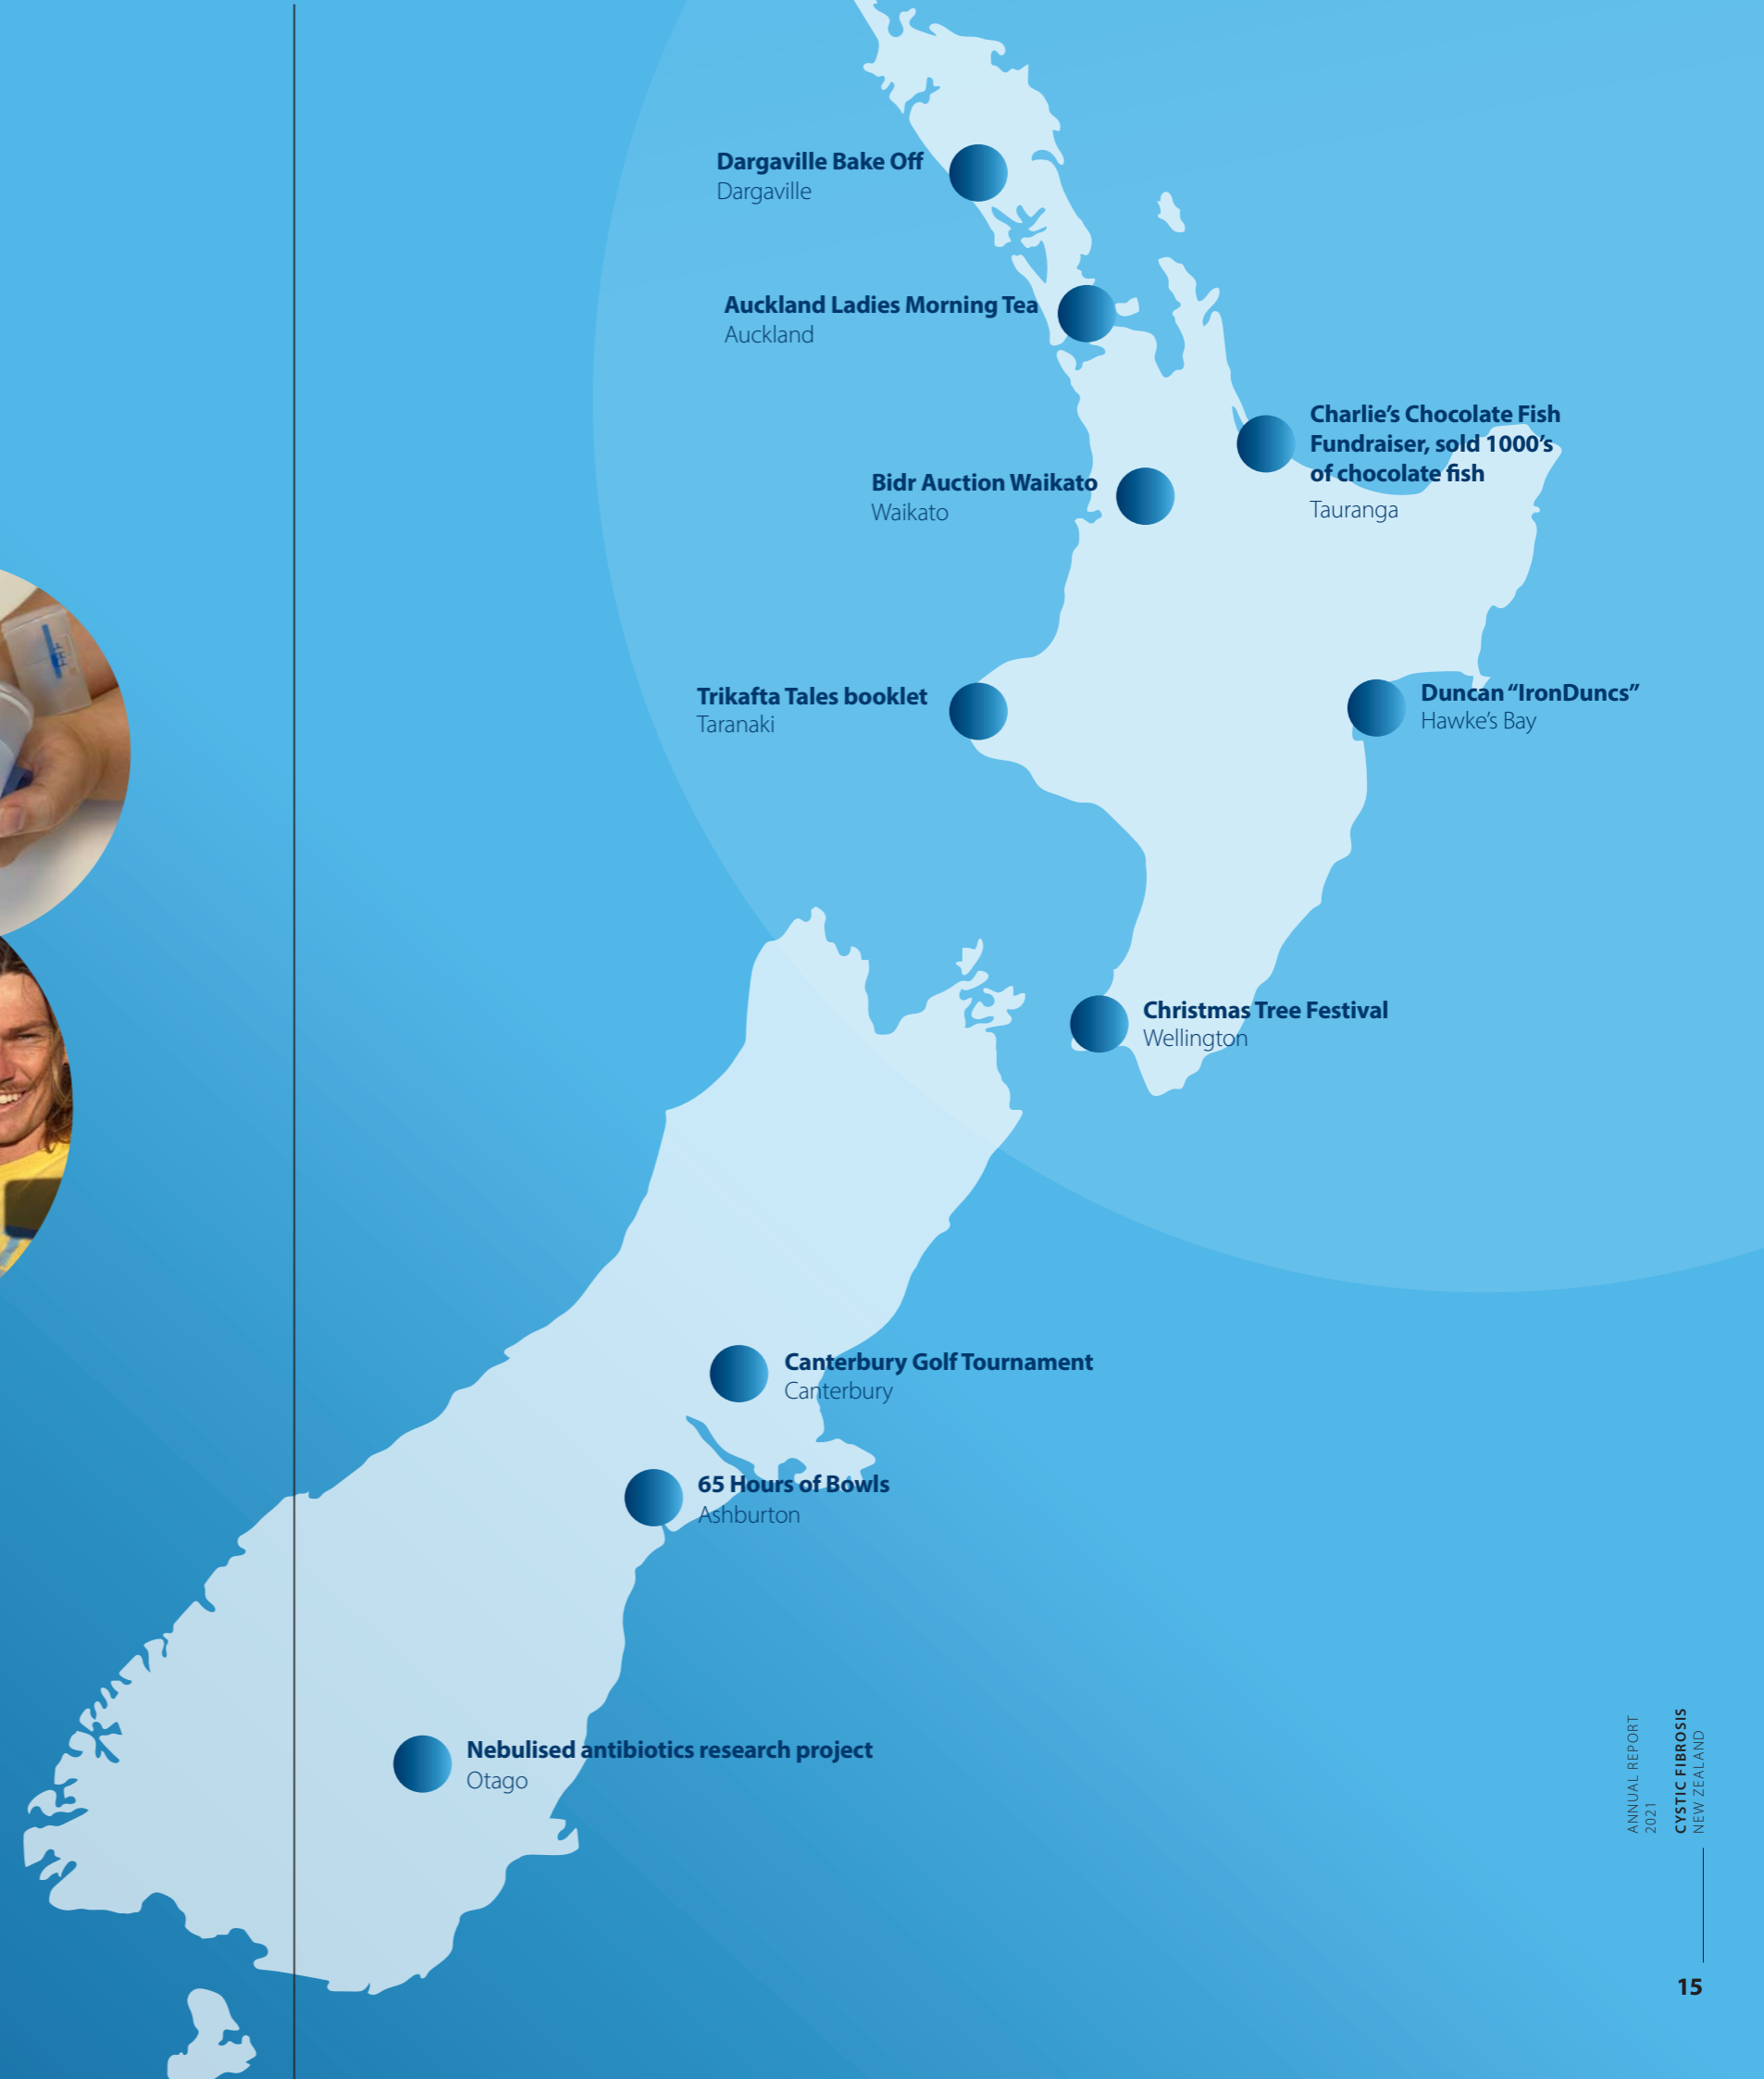 Dargaville Bake Off
Dargaville
Auckland Ladies Morning Tea
Auckland
Charlie’s Chocolate Fish
Fundraiser, sold 1000’s
of chocolate fish
Tauranga
Bidr Auction Waikato
Waikato
Trikafta Tales booklet
Taranaki
Duncan “IronDuncs”
Hawke’s Bay
Christmas Tree Festival
Wellington
Canterbury Golf Tournament
Canterbury
65 Hours of Bowls
Ashburton
Nebulised antibiotics research project
Otago
ANNUAL REPORT
2021
CYSTIC FIBROSIS
NEW ZEALAND
15